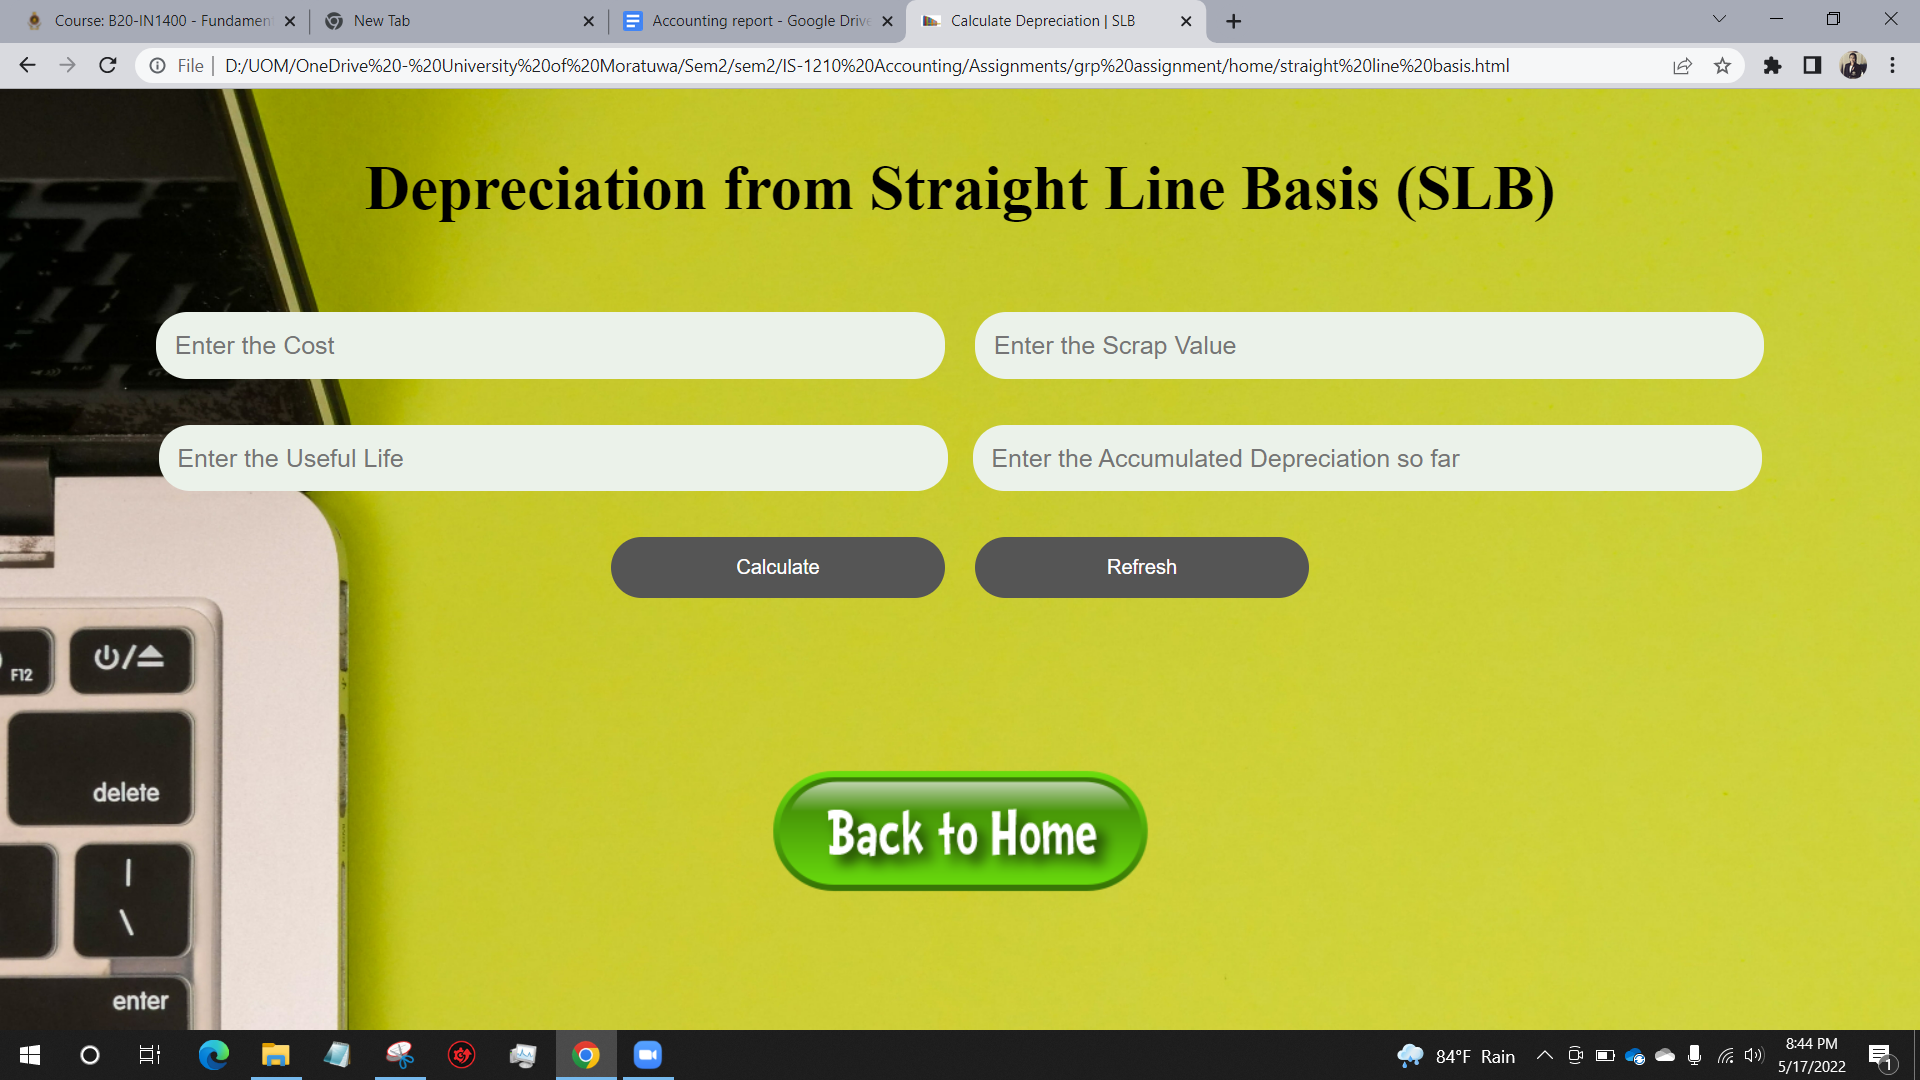 Course: B20-IN1400 - Fundamen
New Tab
Accounting report - Google Drive
Calculate Depreciation | SLB
File
D:/UOM/OneDrive%20-%20University%20of%20Moratuwa/Sem2/sem2/IS-1210%20Accounting/Assignments/grp%20assignment/home/straight%20line%20basis.html
Depreciation from Straight Line Basis (SLB)
Enter the Cost
Enter the Scrap Value
Enter the Useful Life
Enter the Accumulated Depreciation so far
Calculate
Refresh
F12
delete
Back to Home
|
\
enter
84°F Rain
8:44 PM
5/17/2022
1